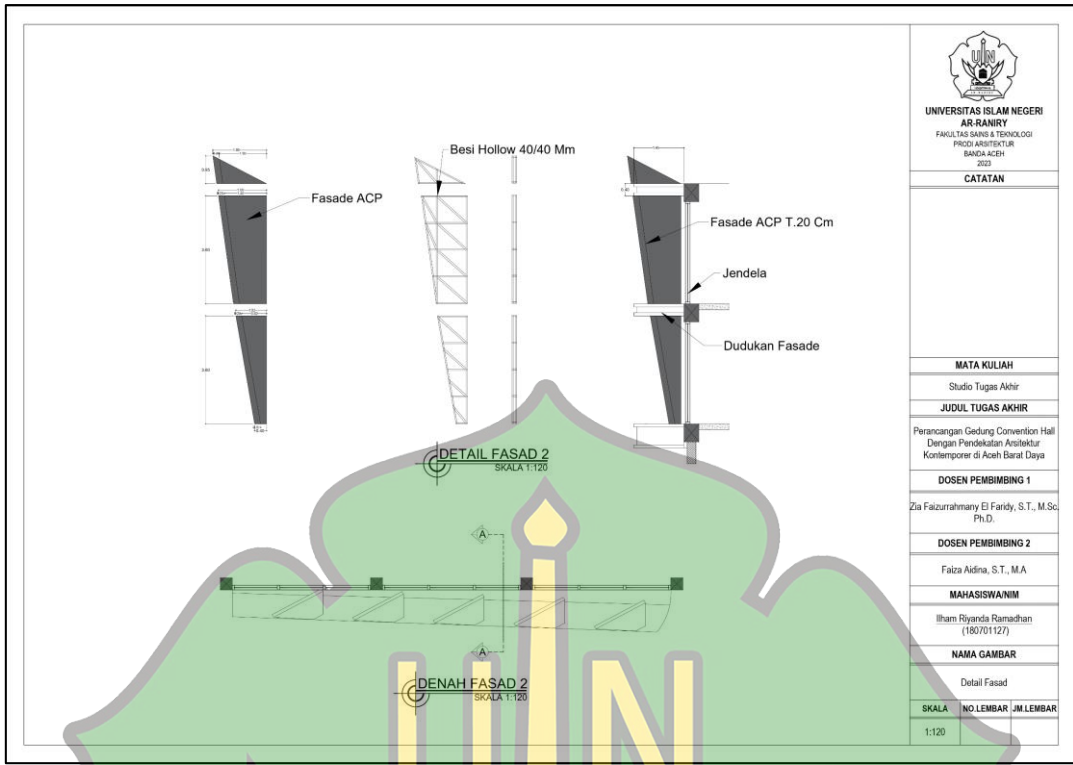 Besi Hollow 40/40 Mm
Fasade ACP
Fasade ACP T.20 Cm
Jendela
Dudukan Fasade
DETAIL FASAD 2
SKALA 1:120
A
A
DENAH FASAD 2
SKALA 1:120
UIN
UIN
UNIVERSITAS ISLAM NEGERI
AR-RANIRY
FAKULTAS SAINS & TEKNOLOGI
PRODI ARSITEKTUR
BANDA ACEH
2023
CATATAN
MATA KULIAH
Studio Tugas Akhir
JUDUL TUGAS AKHIR
Perancangan Gedung Convention Hall
Dengan Pendekatan Arsitektur
Kontemporer di Aceh Barat Daya
DOSEN PEMBIMBING 1
Zia Faizurrahmany El Faridy, S.T., M.Sc.
Ph.D.
DOSEN PEMBIMBING 2
Faiza Aidina, S.T., M.A
MAHASISWA/NIM
Ilham Riyanda Ramadhan
(180701127)
NAMA GAMBAR
Detail Fasad
SKALA NO.LEMBAR JM.LEMBAR
1:120